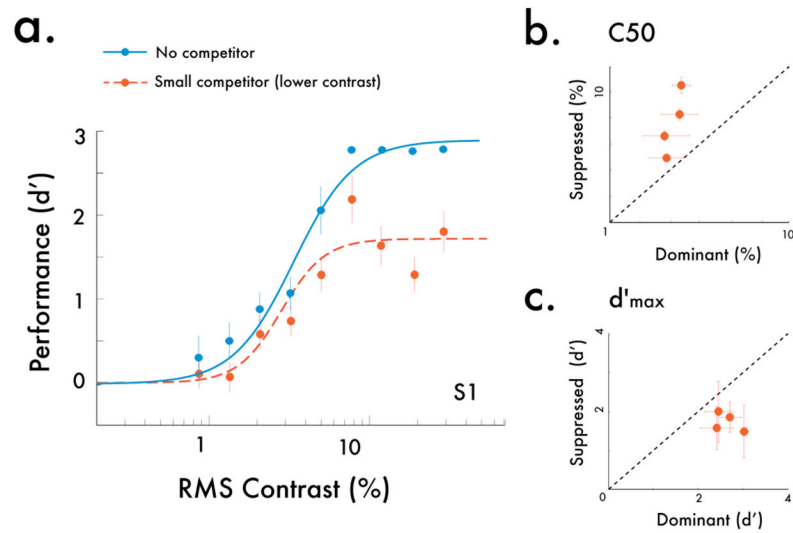 a.
No competitor
Small competitor (lower contrast)
Performance (d’)
3
2
1
0
1
10
RMS Contrast (%)
S1
b.
C50
Suppressed (%)
10
1
10
Dominant (%)
c.
d'max
Suppressed (d’)
4
2
0
2
4
Dominant (d’)